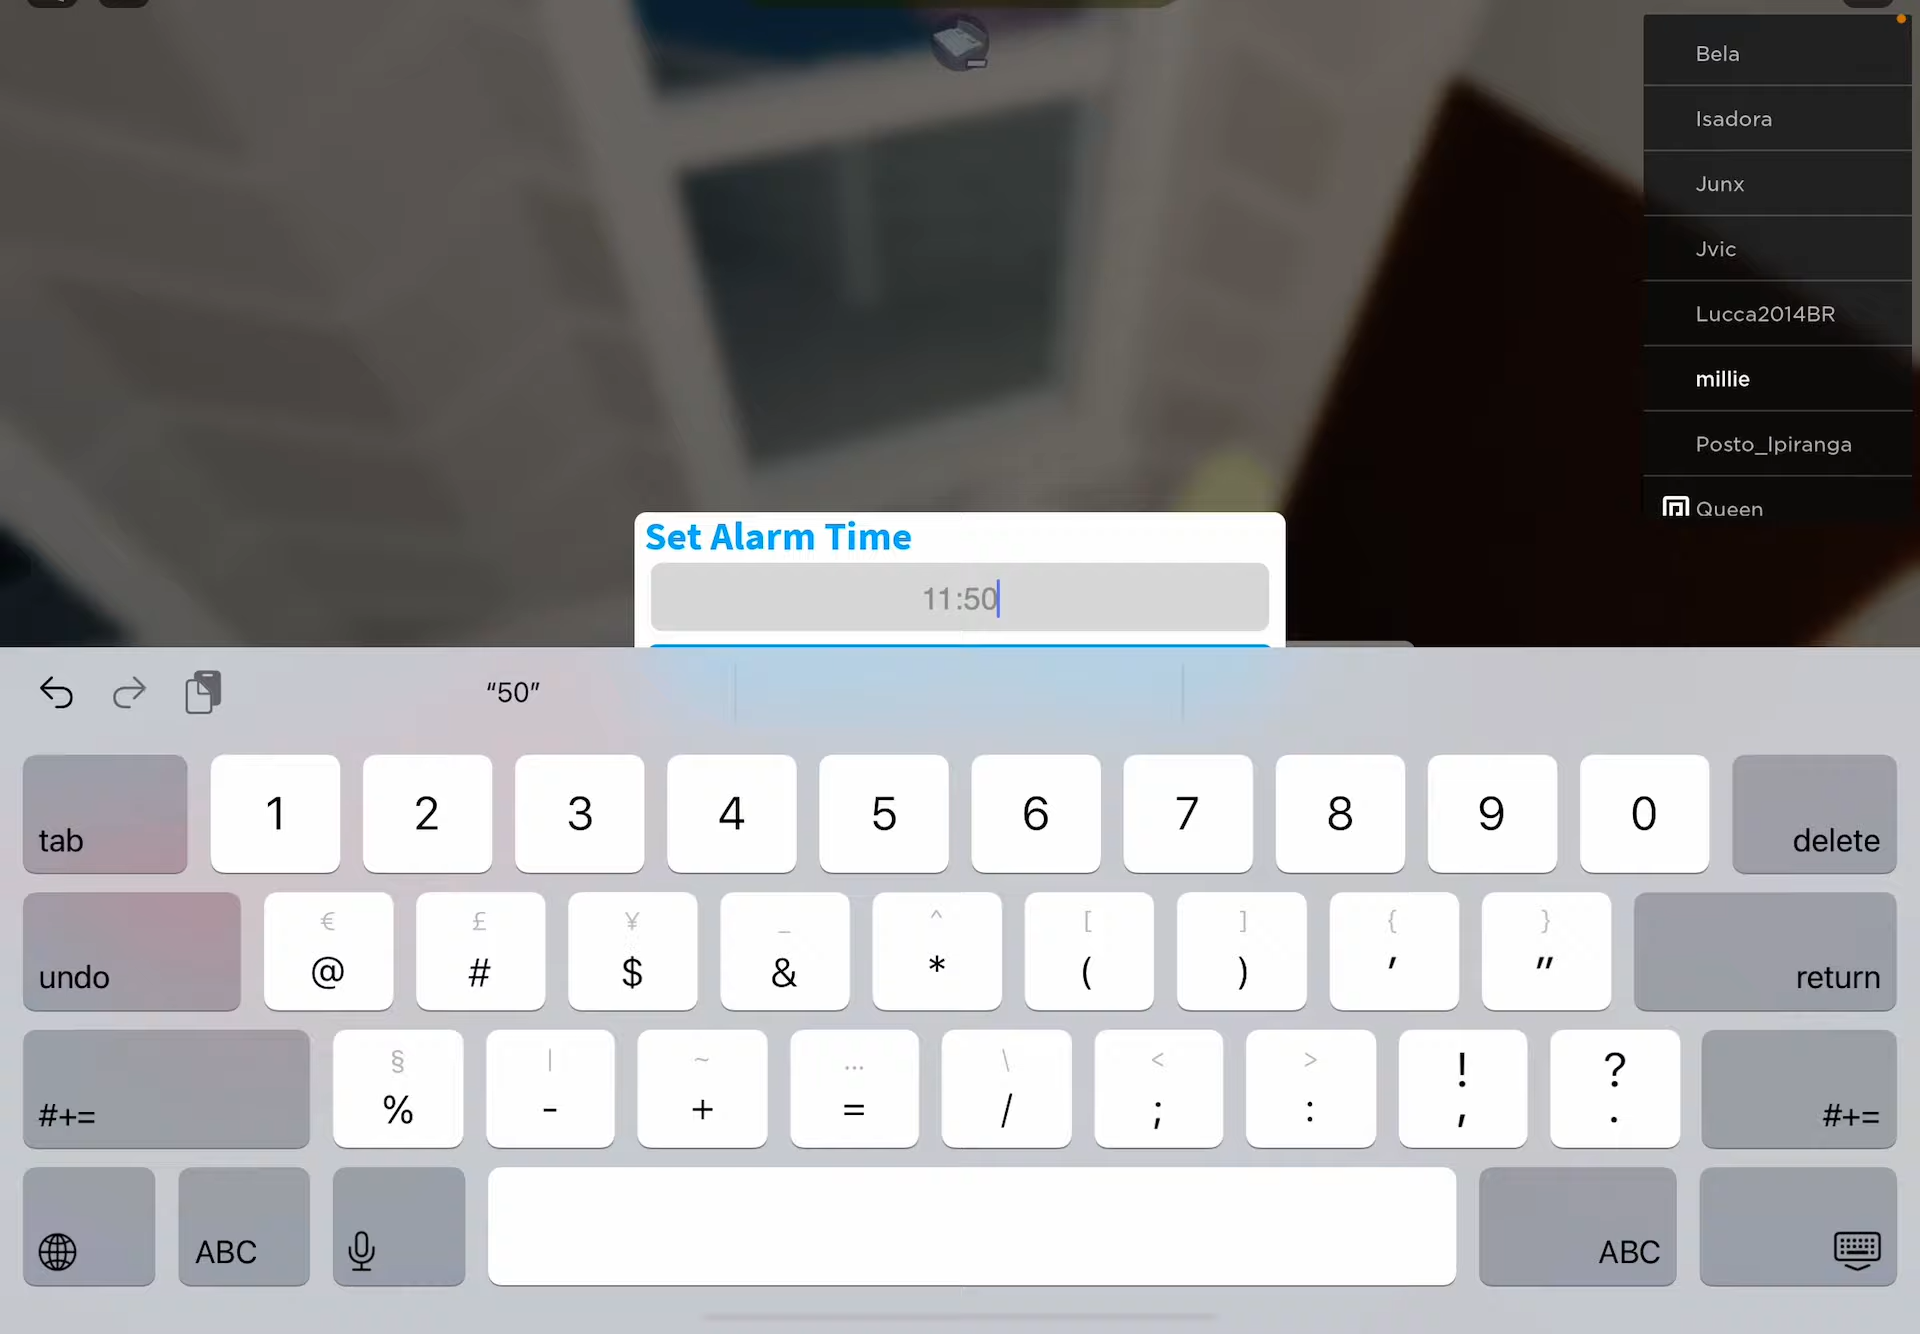 Bela
Isadora
Junx
Jvic
Lucca2014BR
millie
Posto_Ipiranga
Queen
Set Alarm Time
11:50
“50”
tab 1 2 3 4 5 6 7 8 9 0 delete
€ £ ¥ _ ^ [ ] { }
undo @ # $ & * ( ) ' " return
§ | ~ … \ < > ! ?
#+= % - + = / ; : , . #+=
ABC ABC